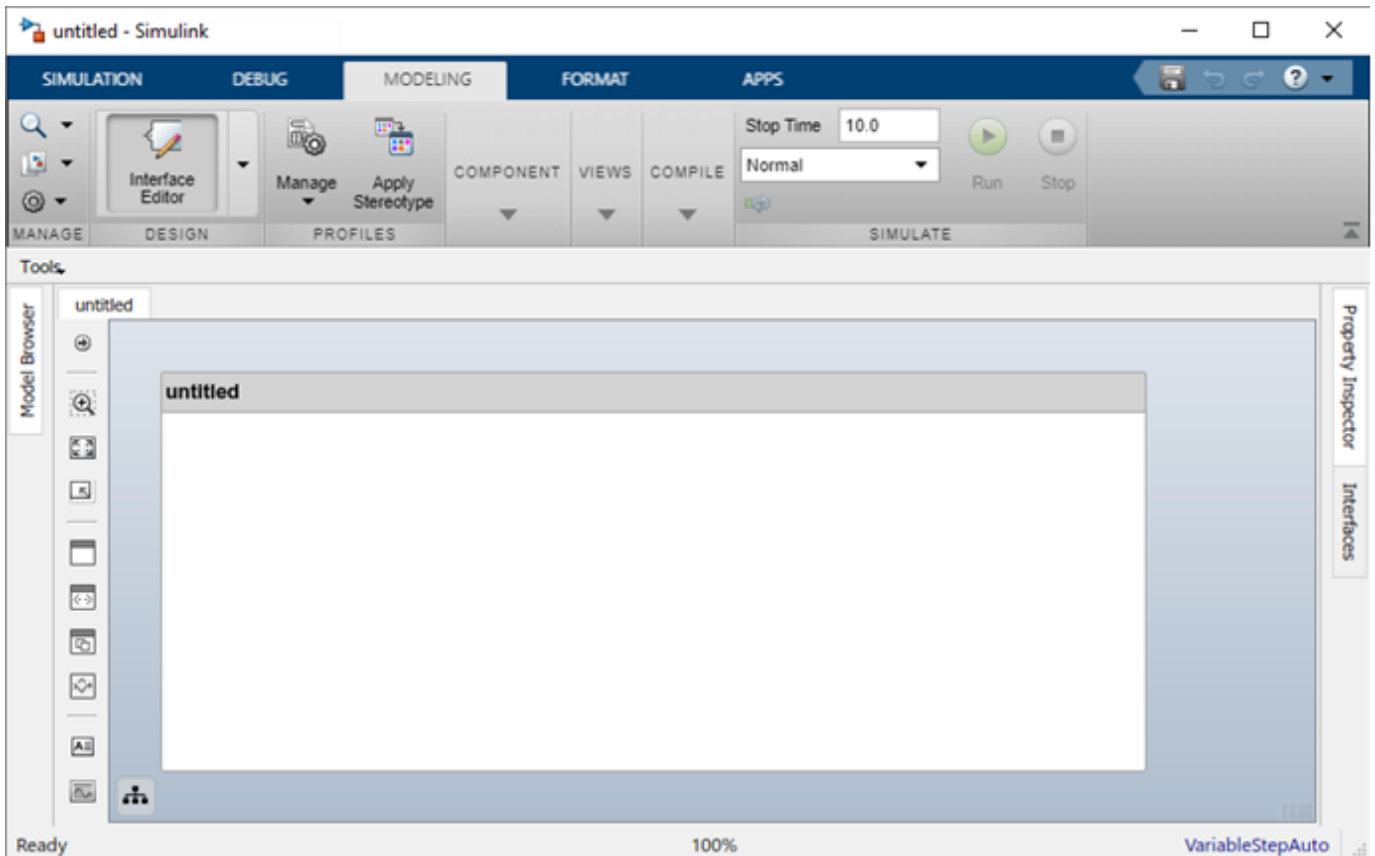 untitled - Simulink
SIMULATION DEBUG MODELING FORMAT APPS
Stop Time 10.0
Interface Editor
Manage
Apply Stereotype
COMPONENT
VIEWS
COMPILE
Normal
Run
Stop
MANAGE DESIGN PROFILES SIMULATE
Tools
Model Browser
untitled
untitled
Property Inspector
Interfaces
Ready 100% VariableStepAuto